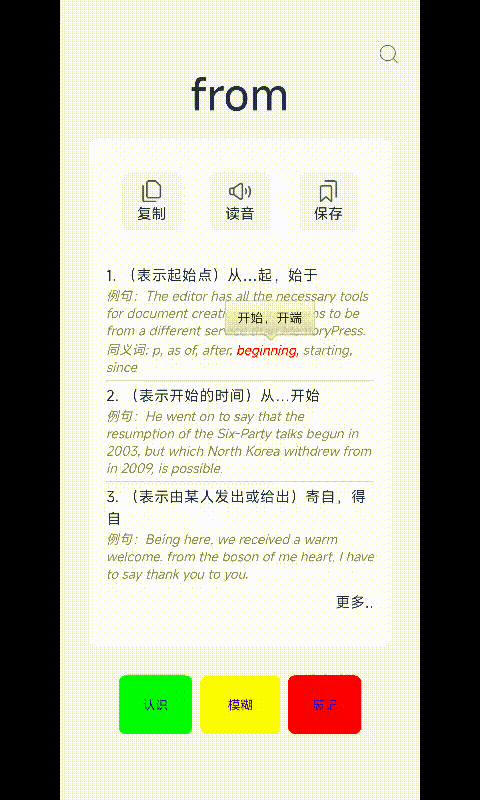 from
复制 读音 保存
1. （表示起始点）从...起，始于
例句：The editor has all the necessary tools
for document creati ns to be
开始，开端
from a different serv oryPress.
同义词: p, as of, after, beginning, starting,
since
2. （表示开始的时间）从...开始
例句：He went on to say that the
resumption of the Six-Party talks begun in
2003, but which North Korea withdrew from
in 2009, is possible.
3. （表示由某人发出或给出）寄自，得
自
例句：Being here, we received a warm
welcome. from the boson of me heart, I have
to say thank you to you.
更多..
认识 模糊 忘记